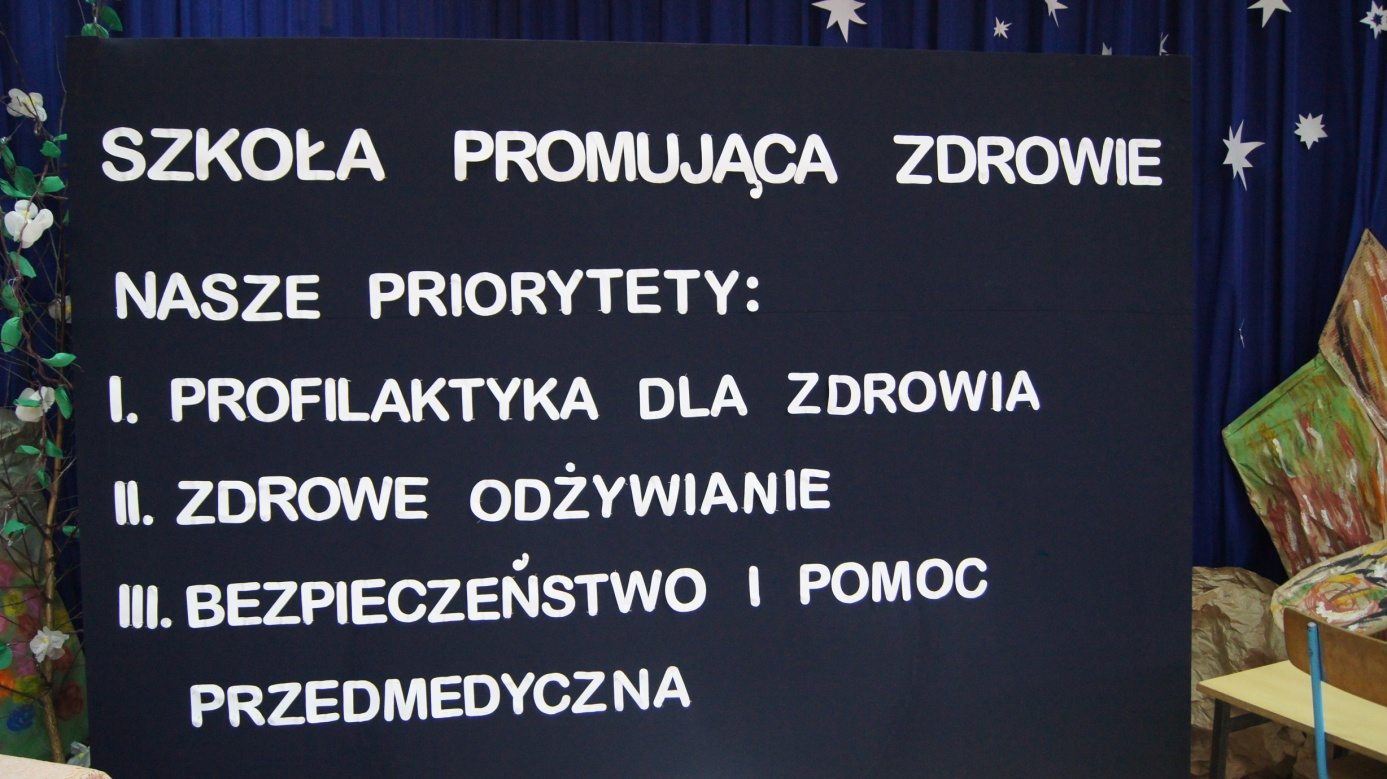 SZKOŁA PROMUJĄCA ZDROWIE
NASZE PRIORYTETY:
I. PROFILAKTYKA DLA ZDROWIA
II. ZDROWE ODŻYWIANIE
III. BEZPIECZEŃSTWO I POMOC
PRZEDMEDYCZNA